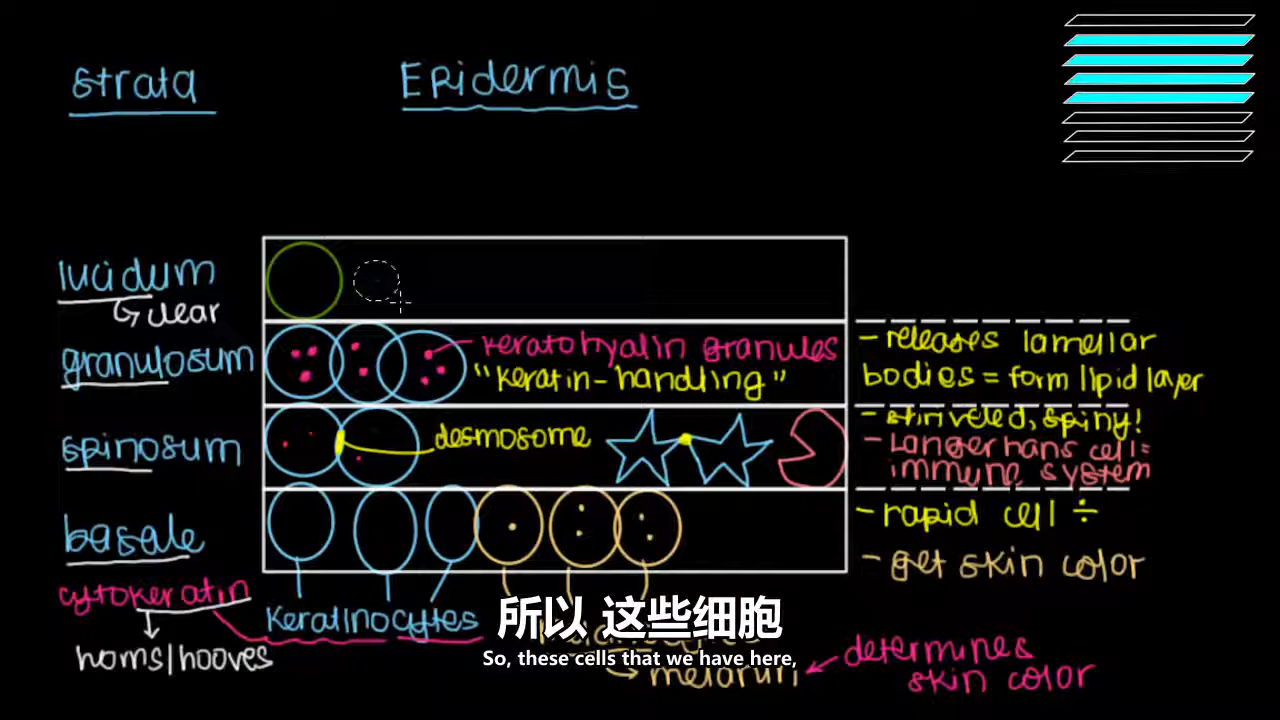 strata
Epidermis
lucidum
clear
granulosum
keratohyalin granules
"keratin-handling"
- releases lamellar
bodies = form lipid layer
spinosum
desmosome
- shriveled, spiny!
- Langerhans cell =
immune system
basale
- rapid cell ÷
- get skin color
cytokeratin
horns/hooves
keratinocytes
所以 这些细胞
So, these cells that we have here,
determines
skin color